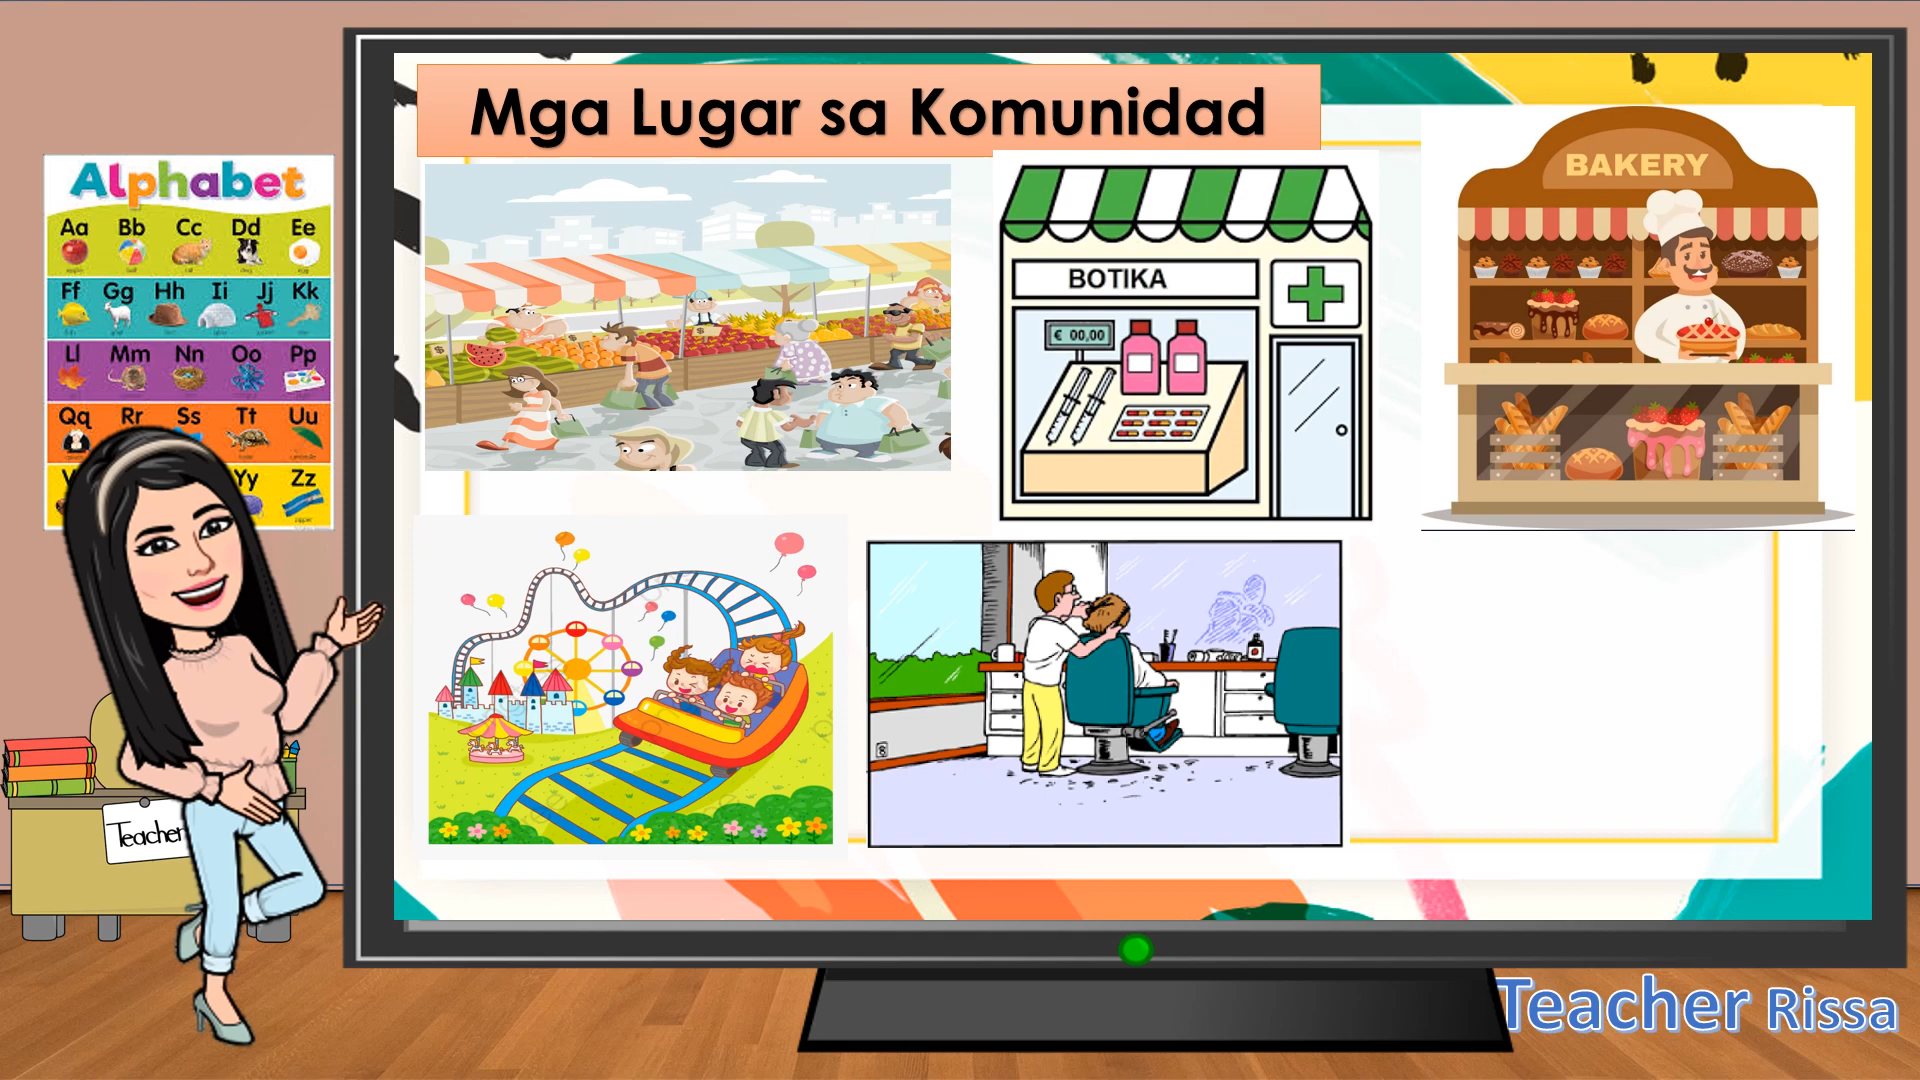 Mga Lugar sa Komunidad
Alphabet
Aa Bb Cc Dd Ee
Ff Gg Hh Ii Jj Kk
Ll Mm Nn Oo Pp
Qq Rr Ss Tt Uu
Yy Zz
BOTIKA
€ 00,00
BAKERY
$
$
Teacher
Teacher Rissa